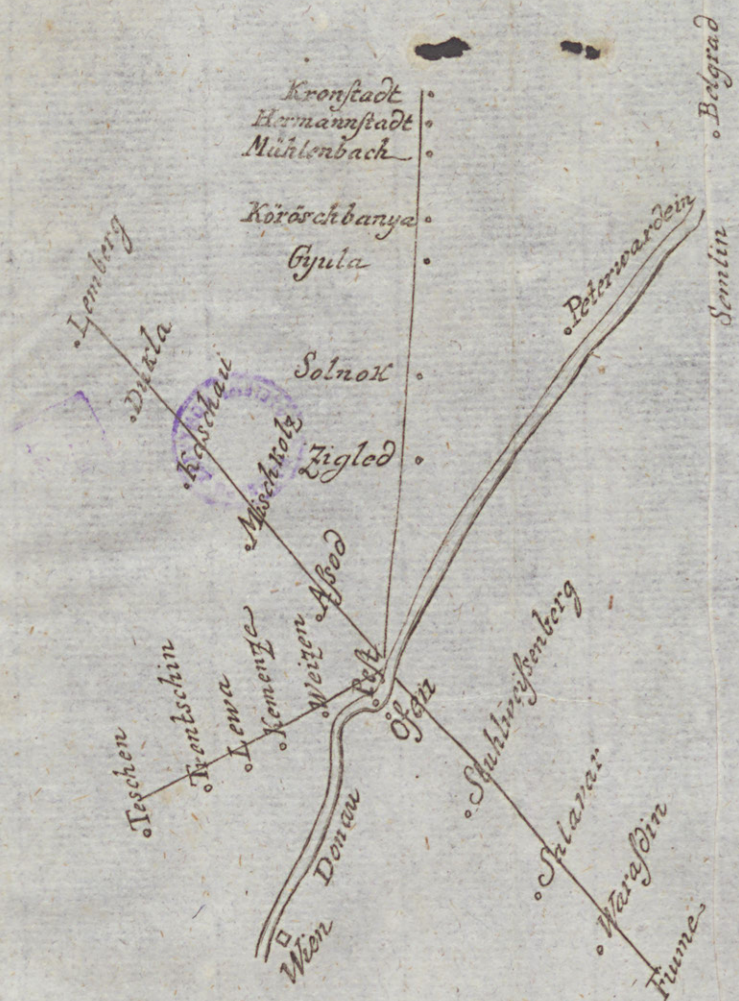 Belgrad
Semlin
Kronſtadt
Hermannſtadt
Mühlenbach
Köröschbanya
Gyula
Solnok
Zigled
Peterwardein
Lemberg
Dukla
Kaschau
Mischkolz
Aßod
Weizen
Kemenze
Lewa
Trentschin
Teschen
Pest
Ofen
Stuhlweiſsenberg
Salavar
Waraſdin
Fiume
Donau
Wien